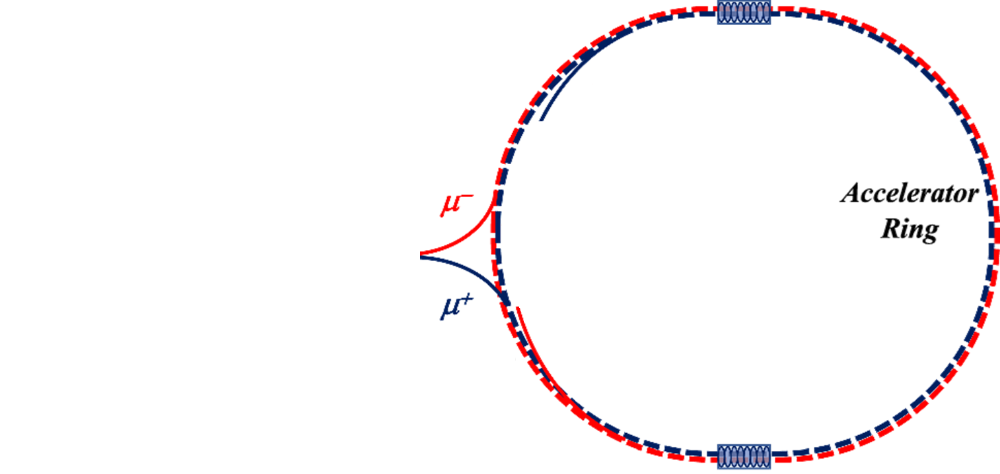 μ⁻
Accelerator
Ring
μ⁺